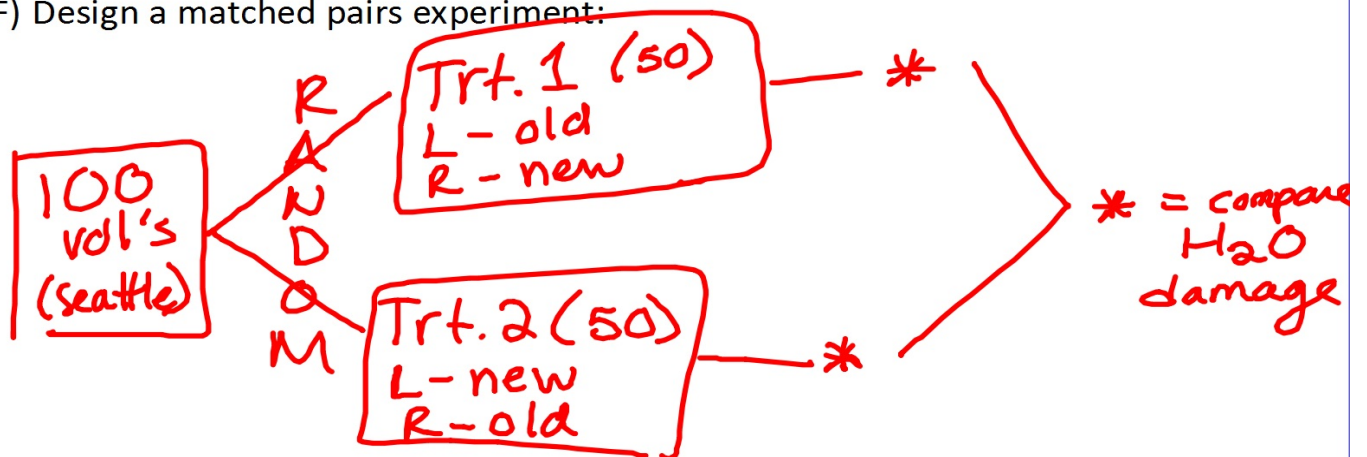 F) Design a matched pairs experiment:
100
vol's
(seattle)
R
A
N
D
O
M
Trt. 1 (50)
L - old
R - new
*
Trt. 2 (50)
L - new
R - old
*
* = compare
H2O
damage